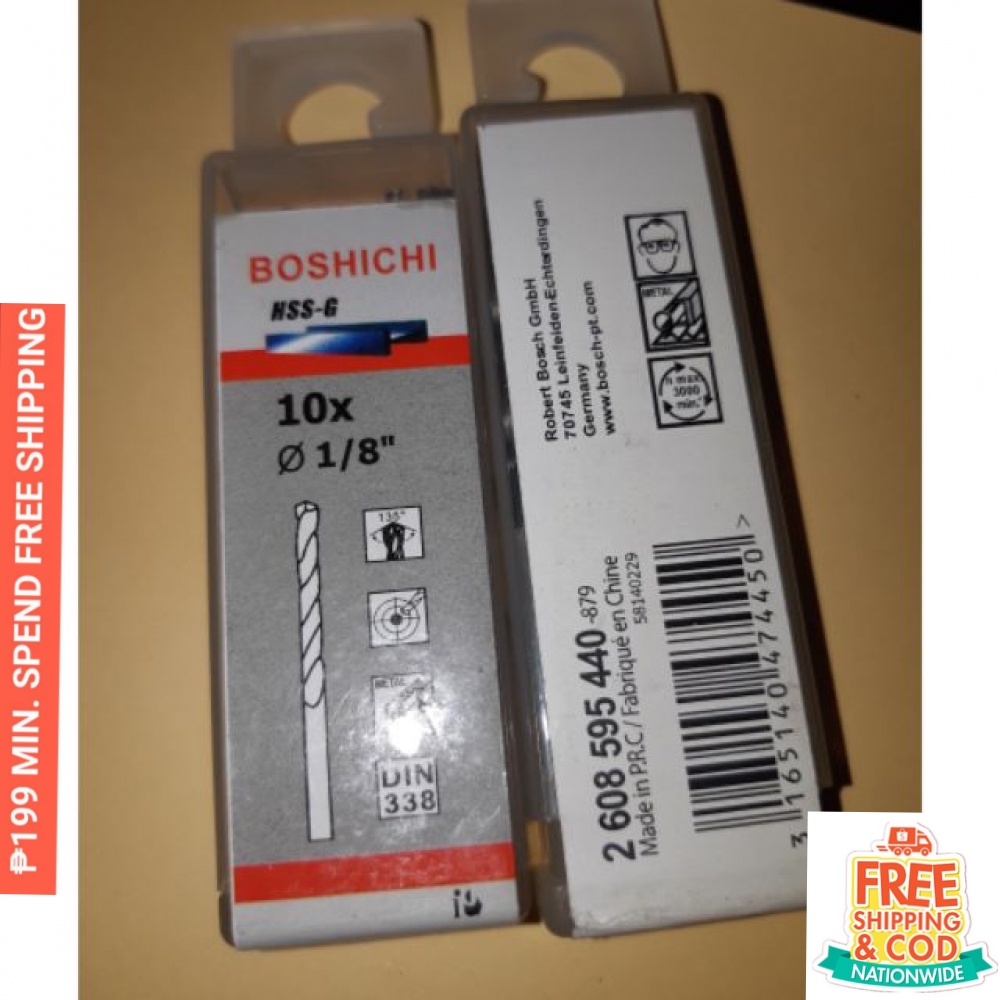 ₱199 MIN. SPEND FREE SHIPPING
BOSHICHI
HSS-G
10x
Ø 1/8"
135°
METAL
DIN
338
Robert Bosch GmbH
70745 Leinfelden-Echterdingen
Germany
www.bosch-pt.com
METAL
n max.
3000
min.⁻¹
2 608 595 440-879
Made in P.R.C / Fabriqué en Chine
58140229
3 165140 474450 >
FREE
SHIPPING
& COD
NATIONWIDE